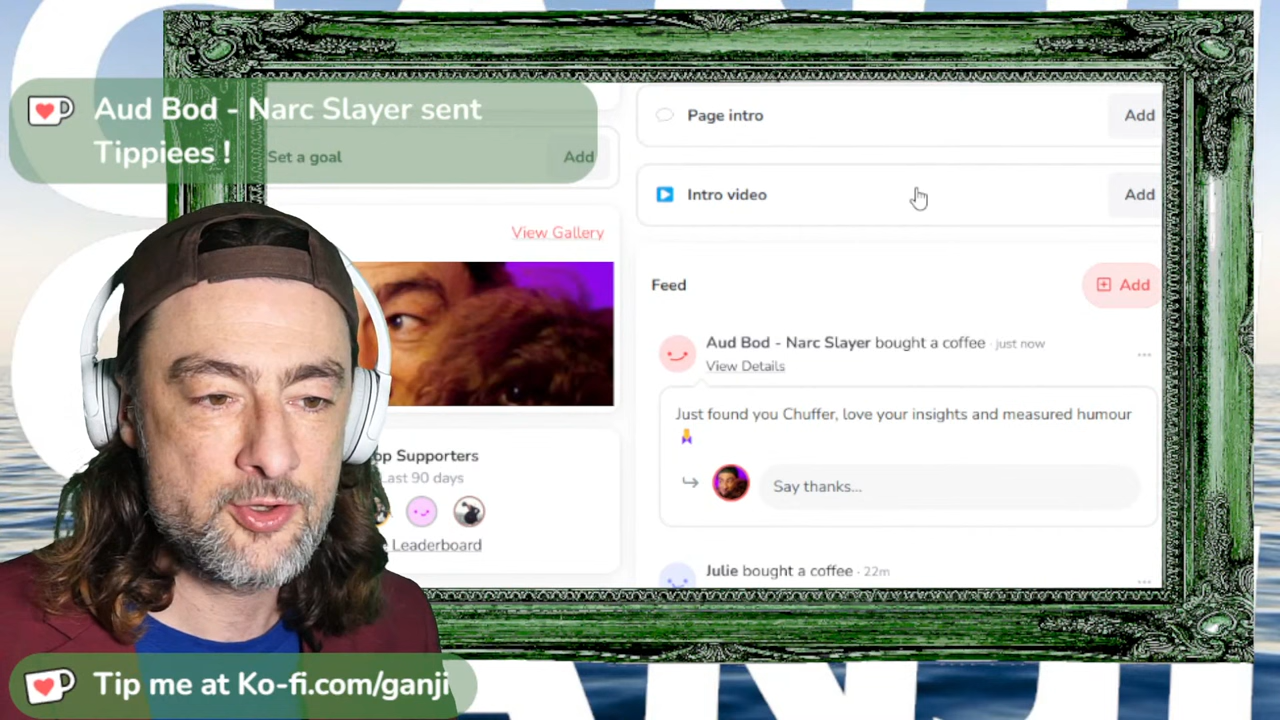 Aud Bod - Narc Slayer sent
Tippiees !
Set a goal
Add
View Gallery
op Supporters
Last 90 days
Leaderboard
Page intro
Add
Intro video
Add
Feed
Add
Aud Bod - Narc Slayer bought a coffee · just now
View Details
Just found you Chuffer, love your insights and measured humour
Say thanks...
Julie bought a coffee · 22m
Tip me at Ko-fi.com/ganji